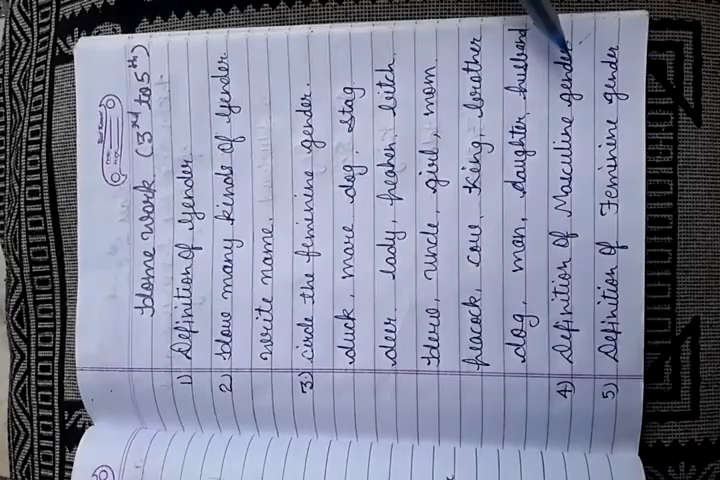 Home work (3rd to 5th)
1) Definition of Gender.
2) How many kinds of Gender
write name.
3) circle the feminine gender.
duck, mare dog, Stag
deer lady, peahen bitch.
Hero, uncle, girl, mom
peacock, cow, King, brother
dog, man, daughter, husband
4) Definition of Masculine gender
5) Definition of Feminine gender